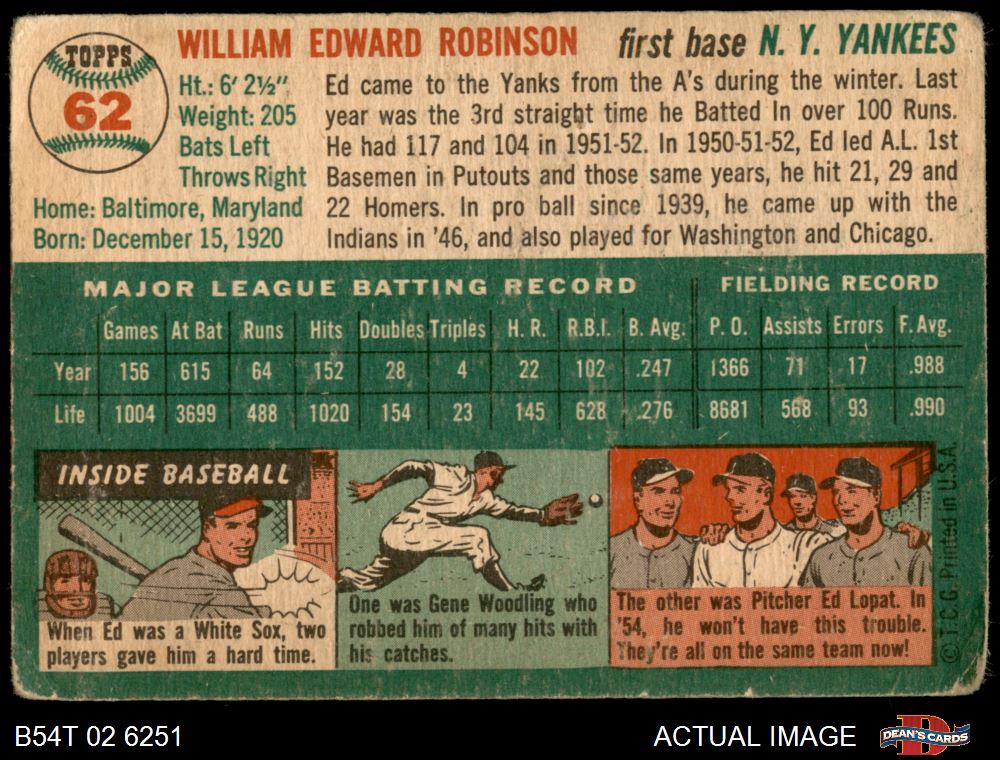 TOPPS
62
WILLIAM EDWARD ROBINSON first base N. Y. YANKEES
Ht.: 6' 2½"
Weight: 205
Bats Left
Throws Right
Home: Baltimore, Maryland
Born: December 15, 1920
Ed came to the Yanks from the A's during the winter. Last
year was the 3rd straight time he Batted In over 100 Runs.
He had 117 and 104 in 1951-52. In 1950-51-52, Ed led A.L. 1st
Basemen in Putouts and those same years, he hit 21, 29 and
22 Homers. In pro ball since 1939, he came up with the
Indians in '46, and also played for Washington and Chicago.
MAJOR LEAGUE BATTING RECORD FIELDING RECORD
Games At Bat Runs Hits Doubles Triples H. R. R.B.I. B. Avg. P. O. Assists Errors F. Avg.
Year 156 615 64 152 28 4 22 102 .247 1366 71 17 .988
Life 1004 3699 488 1020 154 23 145 628 .276 8681 568 93 .990
INSIDE BASEBALL
When Ed was a White Sox, two
players gave him a hard time.
One was Gene Woodling who
robbed him of many hits with
his catches.
The other was Pitcher Ed Lopat. In
'54, he won't have this trouble.
They're all on the same team now!
© T. C. G. Printed in U.S.A.
B54T 02 6251 ACTUAL IMAGE
D
DEAN'S CARDS